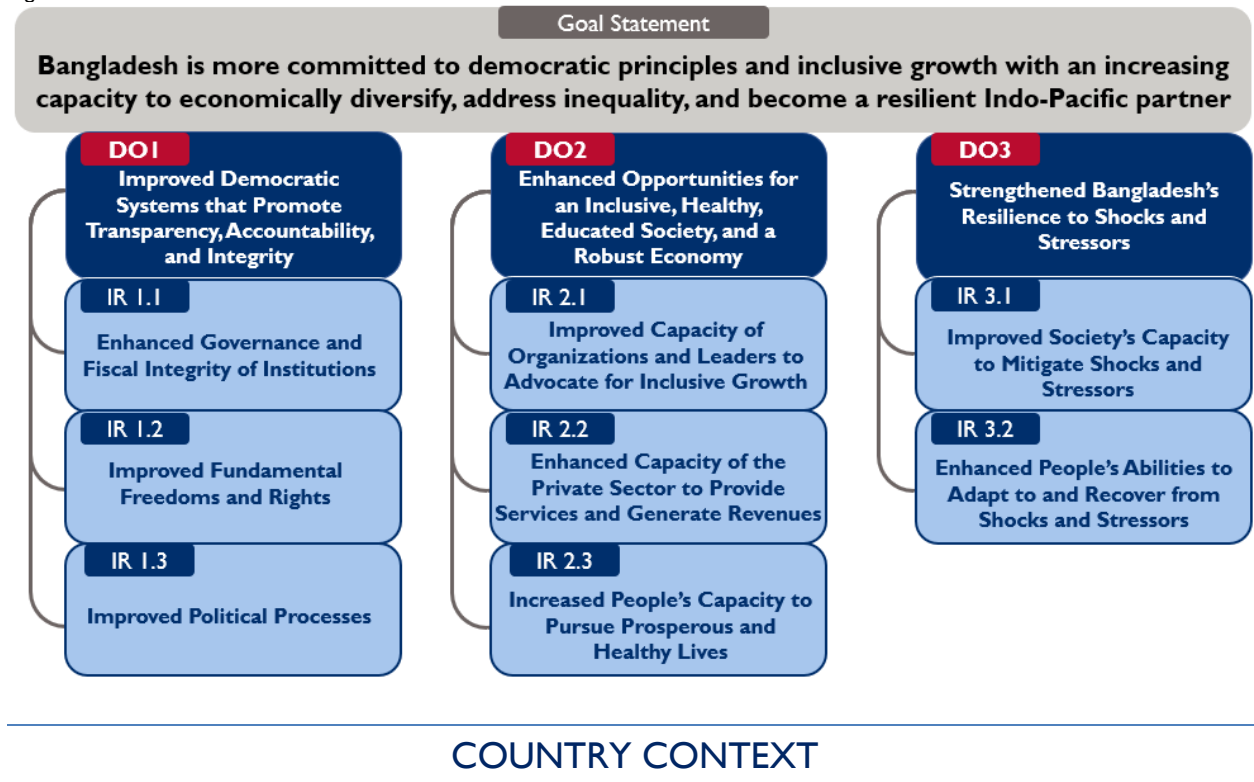 Goal Statement
Bangladesh is more committed to democratic principles and inclusive growth with an increasing
capacity to economically diversify, address inequality, and become a resilient Indo-Pacific partner
DO1
Improved Democratic
Systems that Promote
Transparency, Accountability,
and Integrity
IR 1.1
Enhanced Governance and
Fiscal Integrity of Institutions
IR 1.2
Improved Fundamental
Freedoms and Rights
IR 1.3
Improved Political Processes
DO2
Enhanced Opportunities for
an Inclusive, Healthy,
Educated Society, and a
Robust Economy
IR 2.1
Improved Capacity of
Organizations and Leaders to
Advocate for Inclusive Growth
IR 2.2
Enhanced Capacity of the
Private Sector to Provide
Services and Generate Revenues
IR 2.3
Increased People's Capacity to
Pursue Prosperous and
Healthy Lives
DO3
Strengthened Bangladesh's
Resilience to Shocks and
Stressors
IR 3.1
Improved Society's Capacity
to Mitigate Shocks and
Stressors
IR 3.2
Enhanced People's Abilities to
Adapt to and Recover from
Shocks and Stressors
COUNTRY CONTEXT